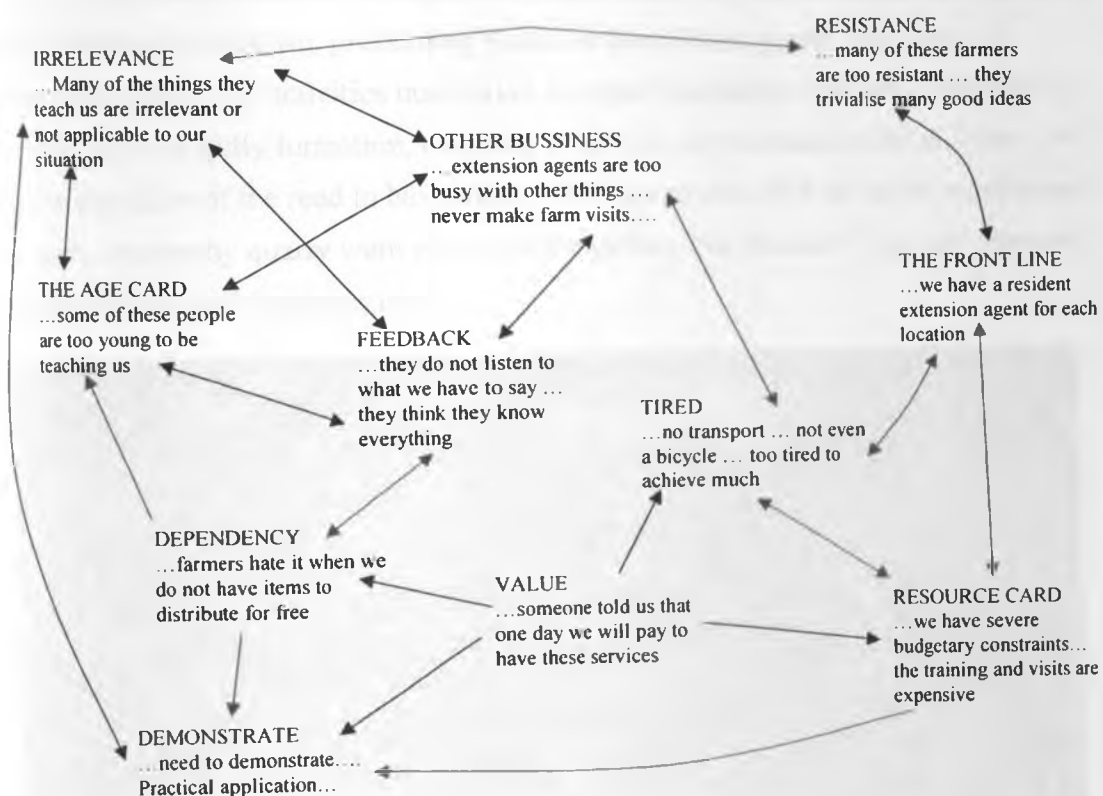 RESISTANCE
...many of these farmers
are too resistant ... they
trivialise many good ideas
IRRELEVANCE
...Many of the things they
teach us are irrelevant or
not applicable to our
situation
OTHER BUSSINESS
...extension agents are too
busy with other things ...
never make farm visits....
THE FRONT LINE
...we have a resident
extension agent for each
location
THE AGE CARD
...some of these people
are too young to be
teaching us
FEEDBACK
...they do not listen to
what we have to say ...
they think they know
everything
TIRED
...no transport ... not even
a bicycle ... too tired to
achieve much
DEPENDENCY
...farmers hate it when we
do not have items to
distribute for free
VALUE
...someone told us that
one day we will pay to
have these services
RESOURCE CARD
...we have severe
budgetary constraints...
the training and visits are
expensive
DEMONSTRATE
...need to demonstrate....
Practical application...